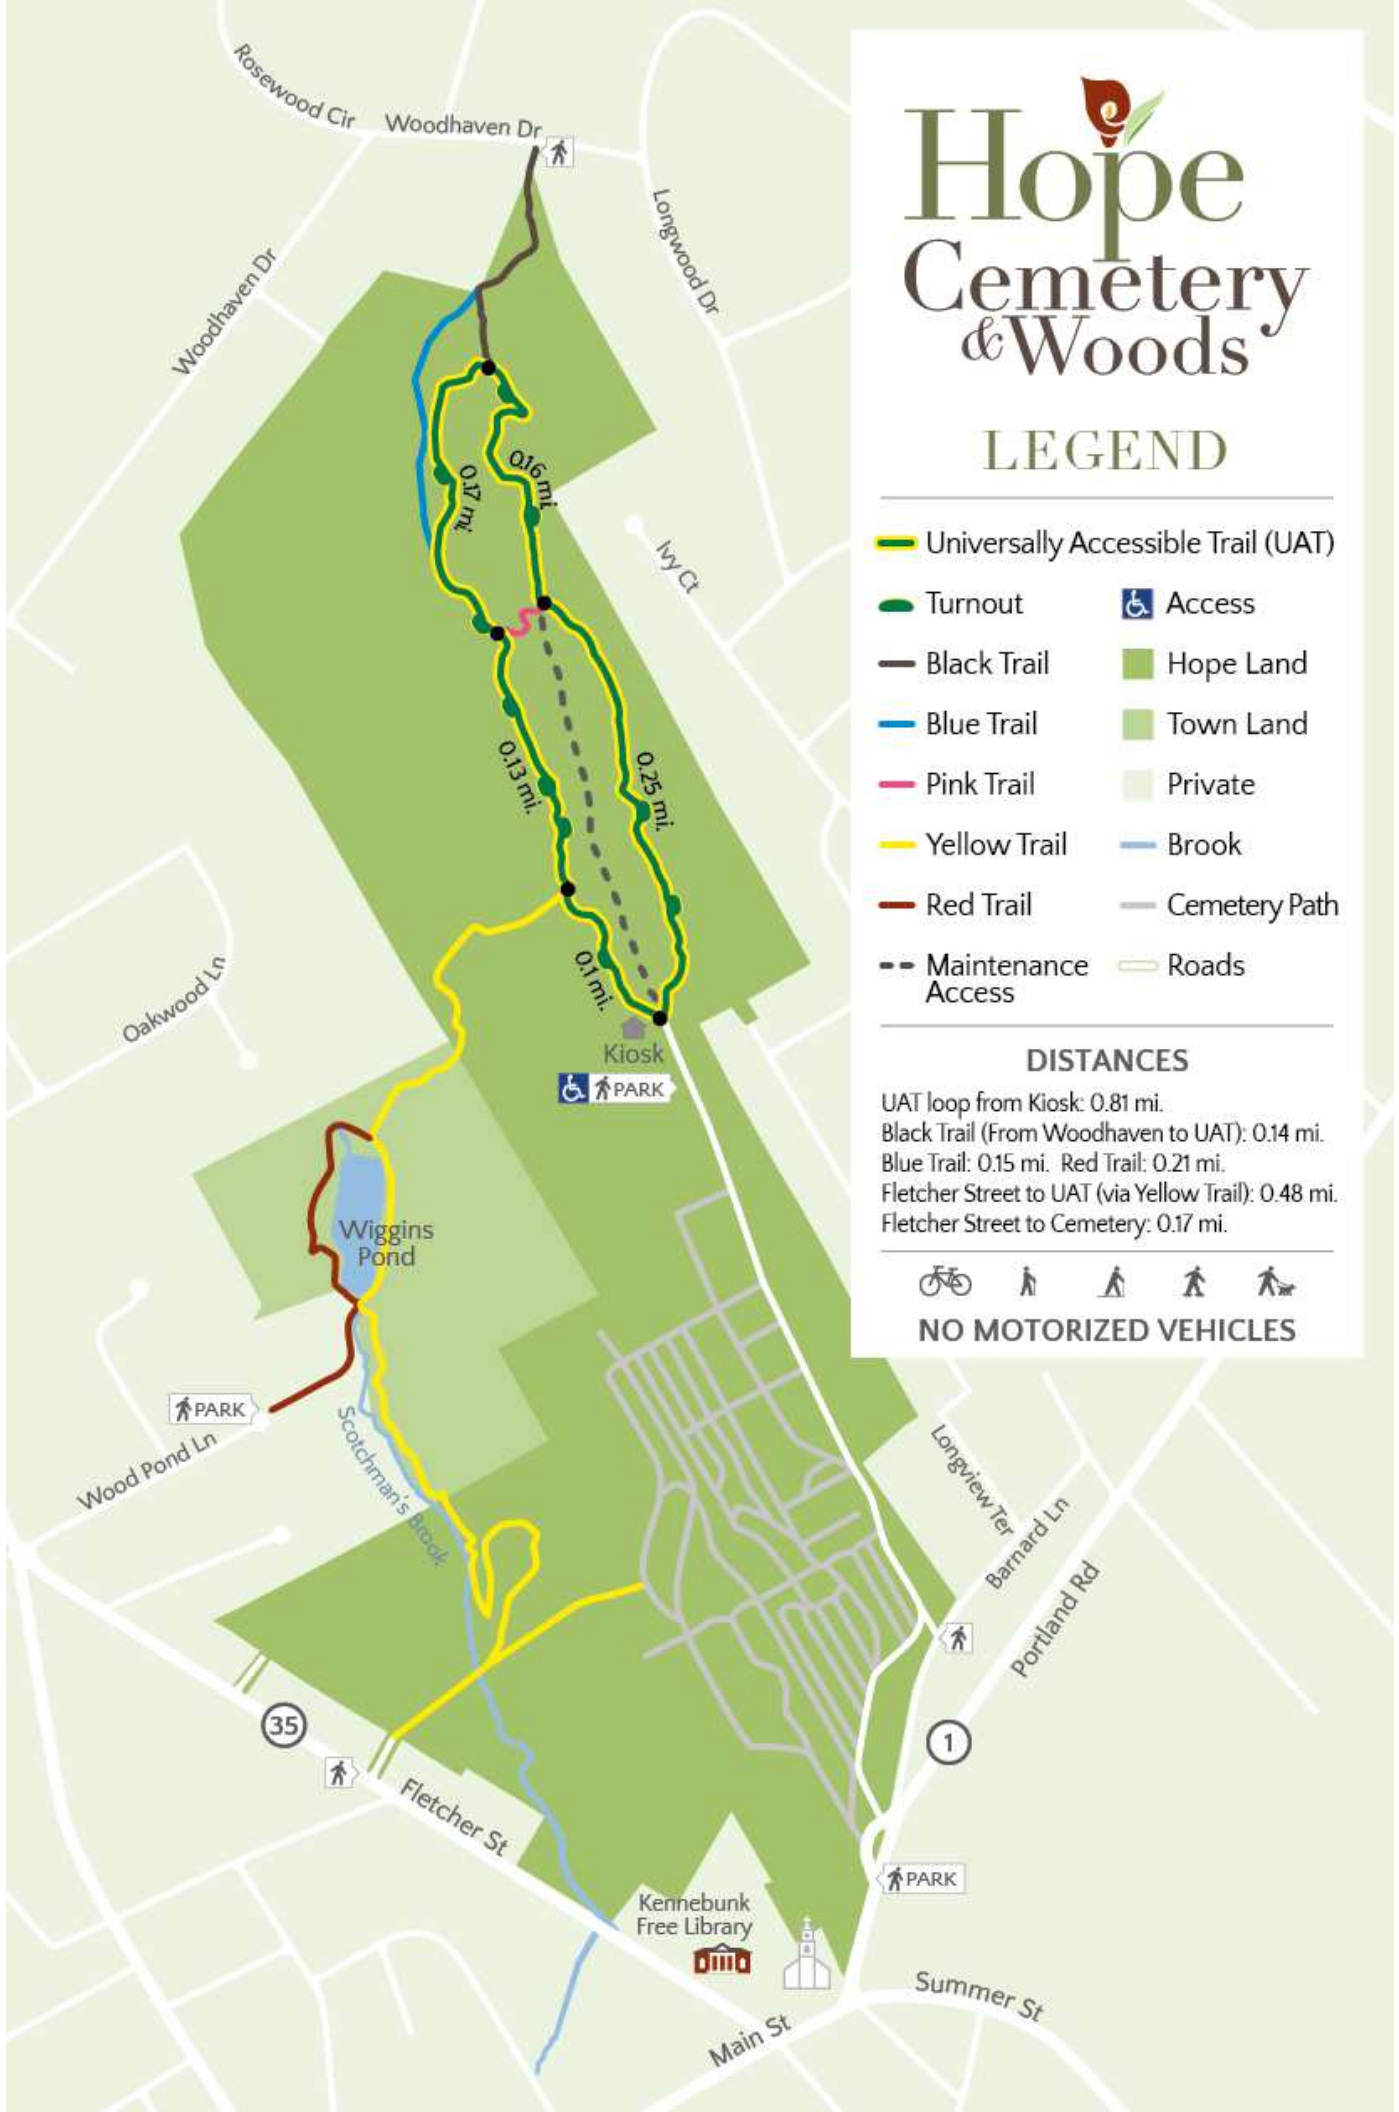 Rosewood Cir
Woodhaven Dr
Longwood Dr
Woodhaven Dr
0.16 mi.
0.17 mi.
Ivy Ct
0.13 mi.
0.25 mi.
0.1 mi.
Oakwood Ln
Kiosk
PARK
Wiggins
Pond
PARK
Wood Pond Ln
Scotchman's Brook
Longview Ter
Barnard Ln
Portland Rd
35
1
Fletcher St
PARK
Kennebunk
Free Library
Summer St
Main St
Hope
Cemetery
&Woods
LEGEND
Universally Accessible Trail (UAT)
Turnout
Access
Black Trail
Hope Land
Blue Trail
Town Land
Pink Trail
Private
Yellow Trail
Brook
Red Trail
Cemetery Path
Maintenance
Access
Roads
DISTANCES
UAT loop from Kiosk: 0.81 mi.
Black Trail (From Woodhaven to UAT): 0.14 mi.
Blue Trail: 0.15 mi. Red Trail: 0.21 mi.
Fletcher Street to UAT (via Yellow Trail): 0.48 mi.
Fletcher Street to Cemetery: 0.17 mi.
NO MOTORIZED VEHICLES